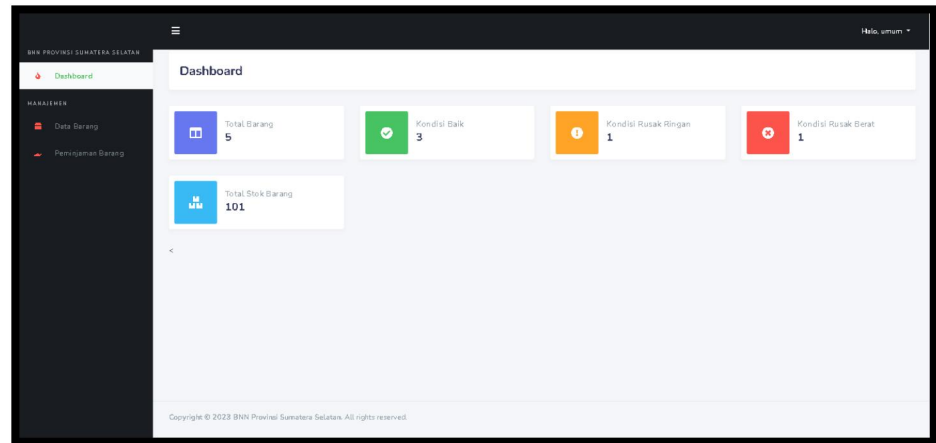 Halo, umum
BNN PROVINSI SUMATERA SELATAN
Dashboard
MANAJEMEN
Data Barang
Peminjaman Barang
Dashboard
Total Barang
5
Kondisi Baik
3
Kondisi Rusak Ringan
1
Kondisi Rusak Berat
1
Total Stok Barang
101
<
Copyright © 2023 BNN Provinsi Sumatera Selatan. All rights reserved.